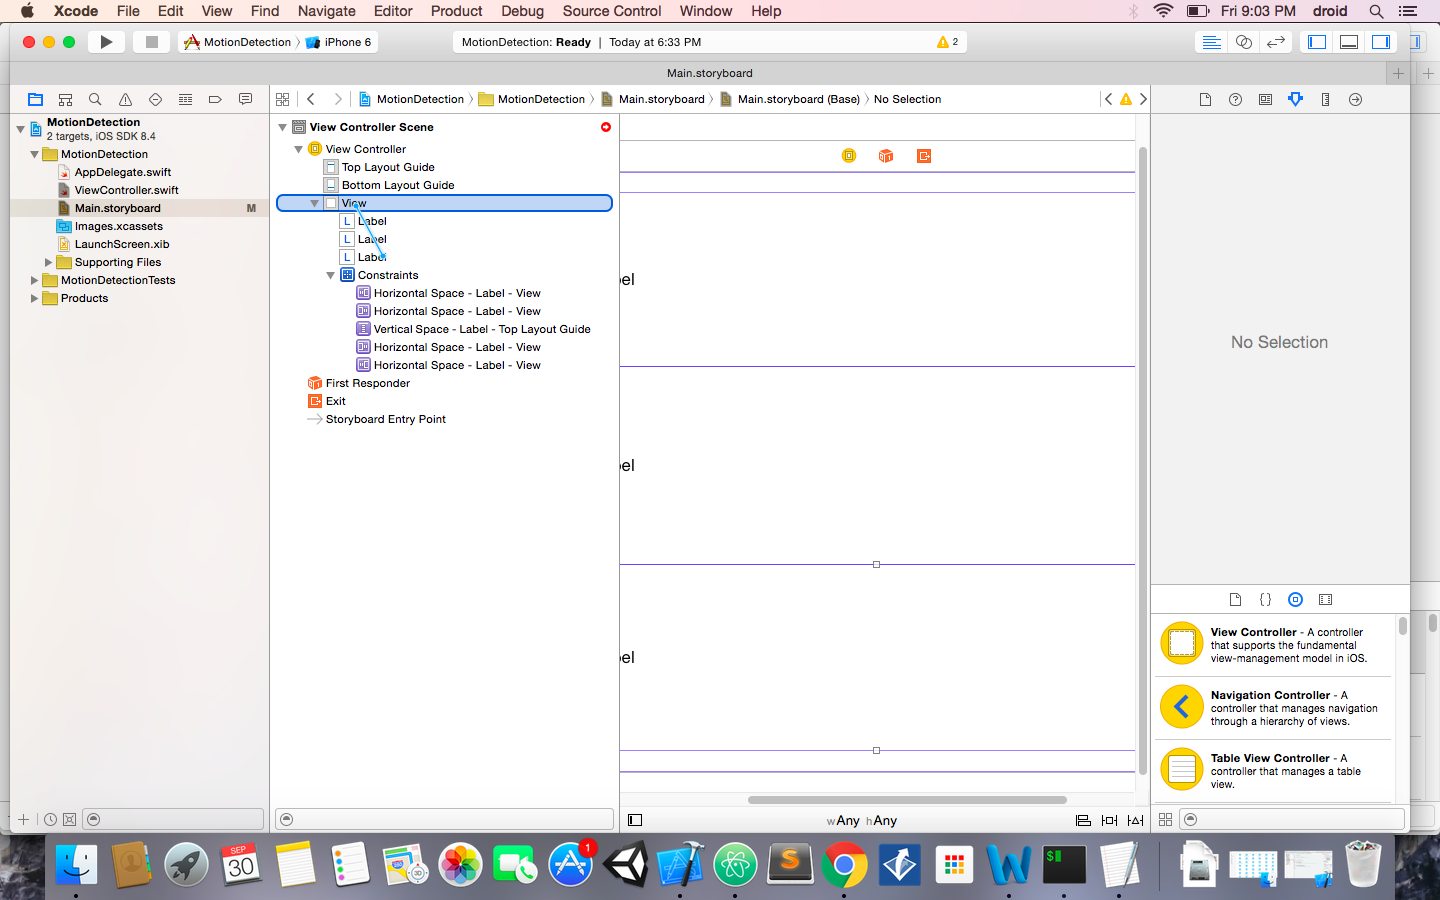 Xcode File Edit View Find Navigate Editor Product Debug Source Control Window Help Fri 9:03 PM droid
MotionDetection iPhone 6 MotionDetection: Ready | Today at 6:33 PM 2
Main.storyboard
MotionDetection MotionDetection Main.storyboard Main.storyboard (Base) No Selection
MotionDetection
2 targets, iOS SDK 8.4
MotionDetection
AppDelegate.swift
ViewController.swift
Main.storyboard M
Images.xcassets
LaunchScreen.xib
Supporting Files
MotionDetectionTests
Products
View Controller Scene
View Controller
Top Layout Guide
Bottom Layout Guide
View
L Label
L Label
L Label
Constraints
Horizontal Space - Label - View
Horizontal Space - Label - View
Vertical Space - Label - Top Layout Guide
Horizontal Space - Label - View
Horizontal Space - Label - View
First Responder
Exit
Storyboard Entry Point
bel
bel
bel
wAny hAny
No Selection
View Controller - A controller
that supports the fundamental
view-management model in iOS.
Navigation Controller - A
controller that manages navigation
through a hierarchy of views.
Table View Controller - A
controller that manages a table
view.
SEP
30
1
3D
S
W
$